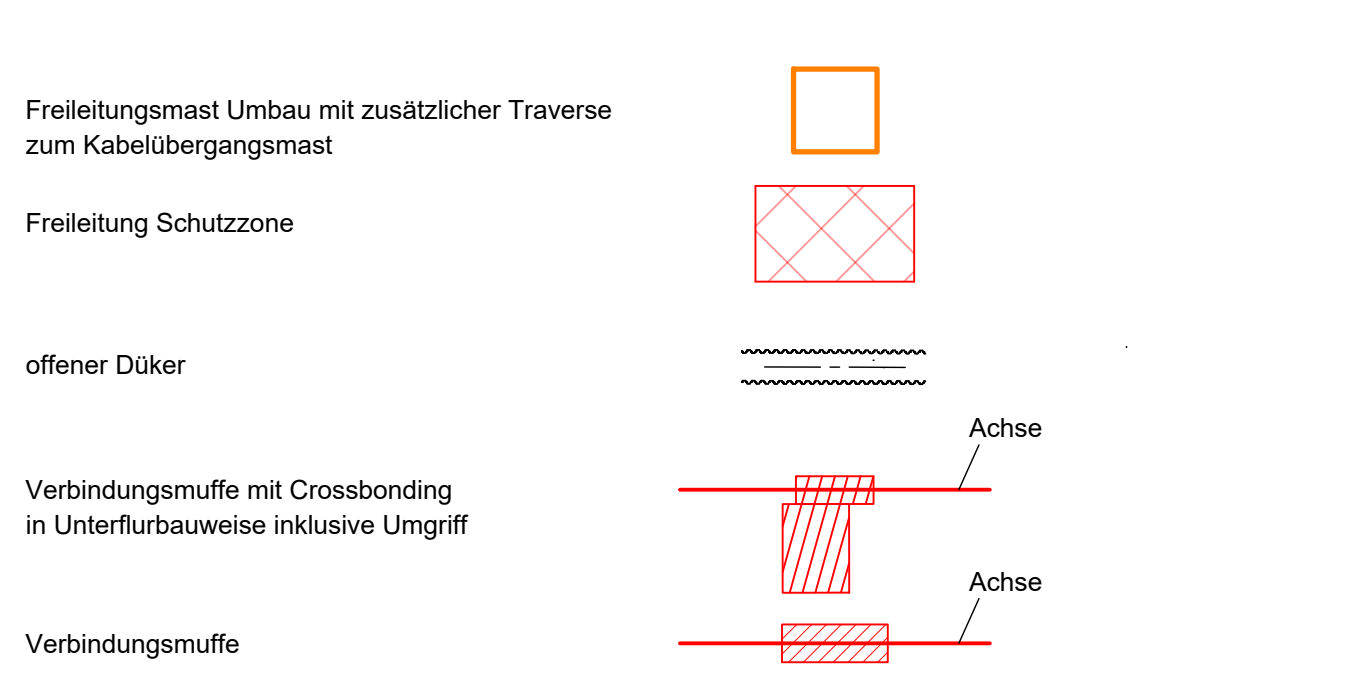 Freileitungsmast Umbau mit zusätzlicher Traverse
zum Kabelübergangsmast
Freileitung Schutzzone
offener Düker
Achse
Verbindungsmuffe mit Crossbonding
in Unterflurbauweise inklusive Umgriff
Achse
Verbindungsmuffe